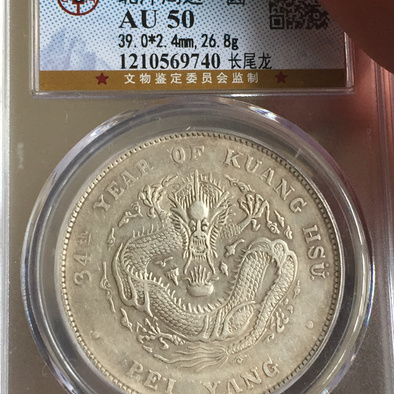 AU 50
39.0*2.4mm,26.8g
1210569740 长尾龙
文物鉴定委员会监制
34TH YEAR OF KUANG HSÜ
PEI YANG